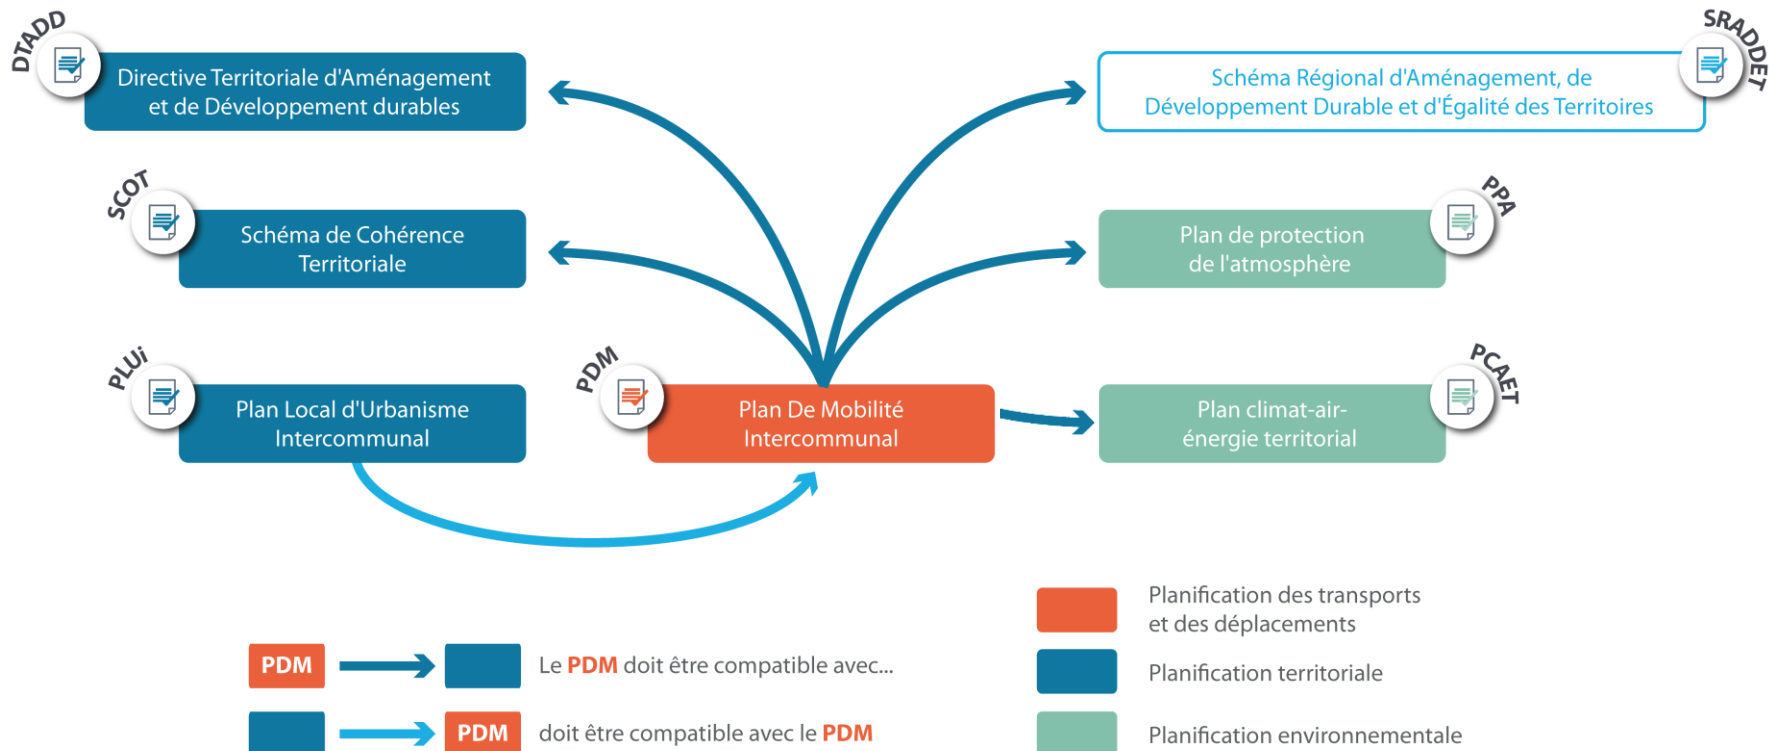 DTADD
Directive Territoriale d'Aménagement
et de Développement durables
SRADDET
Schéma Régional d'Aménagement, de
Développement Durable et d'Égalité des Territoires
SCOT
Schéma de Cohérence
Territoriale
PPA
Plan de protection
de l'atmosphère
PLUi
Plan Local d'Urbanisme
Intercommunal
PDM
Plan De Mobilité
Intercommunal
PCAET
Plan climat-air-
énergie territorial
PDM
Le PDM doit être compatible avec...
PDM
doit être compatible avec le PDM
Planification des transports
et des déplacements
Planification territoriale
Planification environnementale